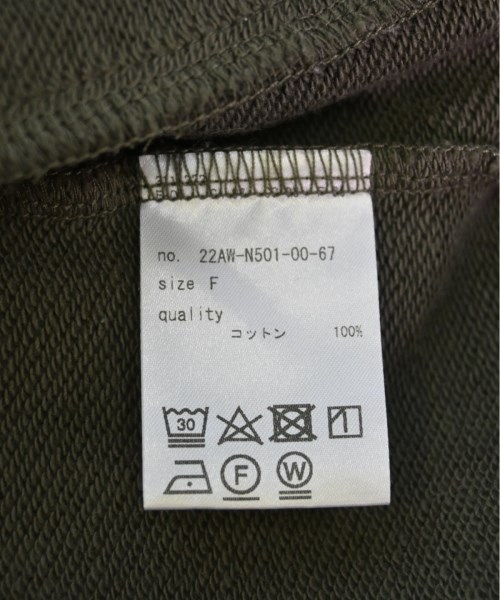 no. 22AW-N501-00-67
size F
quality
コットン 100%
30
F W